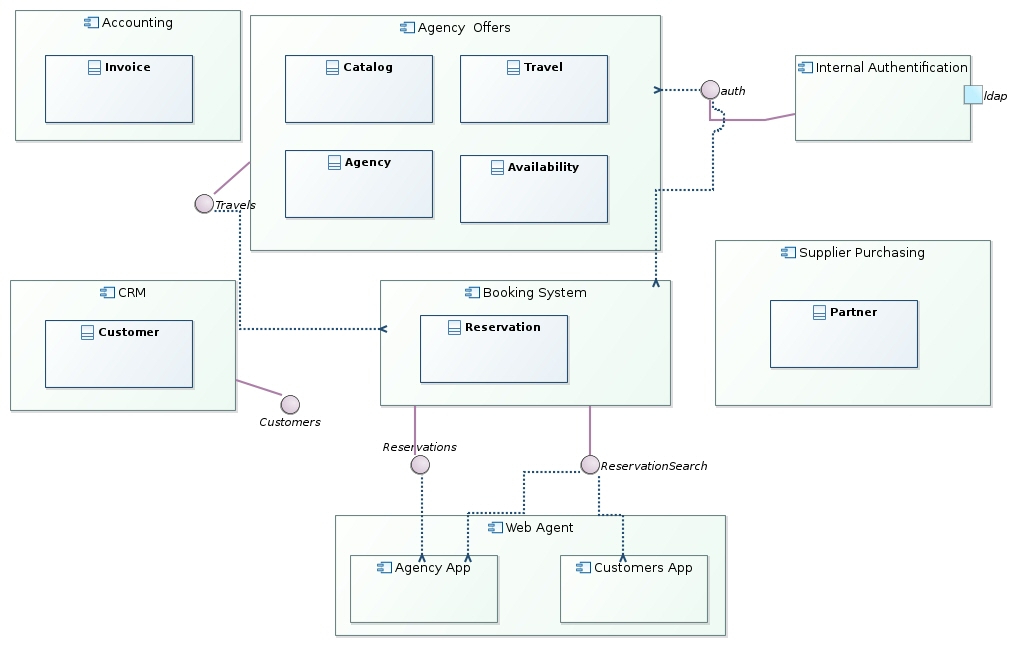 Accounting
Invoice
Agency  Offers
Catalog
Travel
Agency
Availability
auth
Internal Authentification
ldap
Travels
CRM
Customer
Customers
Booking System
Reservation
Supplier Purchasing
Partner
Reservations
ReservationSearch
Web Agent
Agency App
Customers App